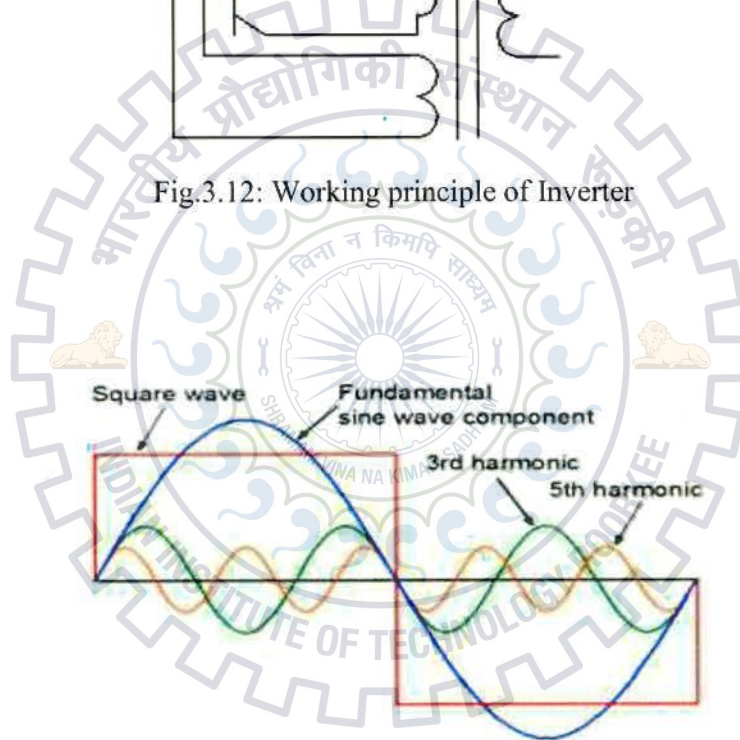 भारतीय प्रौद्योगिकी संस्थान रुड़की
Fig.3.12: Working principle of Inverter
श्रमं विना न किमपि साध्यम्
Square wave
Fundamental
sine wave component
3rd harmonic
5th harmonic
SHRAMAM VINA NA KIMAPI SADHYAM
INDIAN INSTITUTE OF TECHNOLOGY ROORKEE